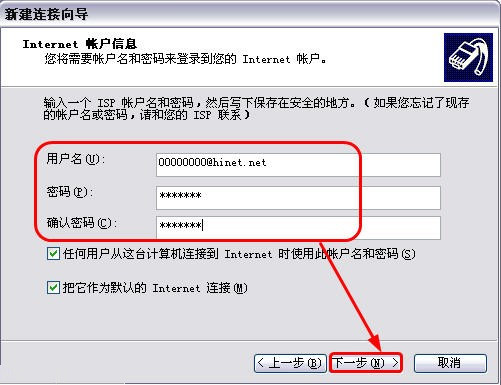 新建连接向导
Internet 帐户信息
您将需要帐户名和密码来登录到您的 Internet 帐户。
输入一个 ISP 帐户名和密码，然后写下保存在安全的地方。（如果您忘记了现存
的帐户名或密码，请和您的 ISP 联系）
用户名(U):
00000000@hinet.net
密码(P):
*******
确认密码(C):
*******
任何用户从这台计算机连接到 Internet 时使用此帐户名和密码(S)
把它作为默认的 Internet 连接(M)
< 上一步(B)
下一步(N) >
取消